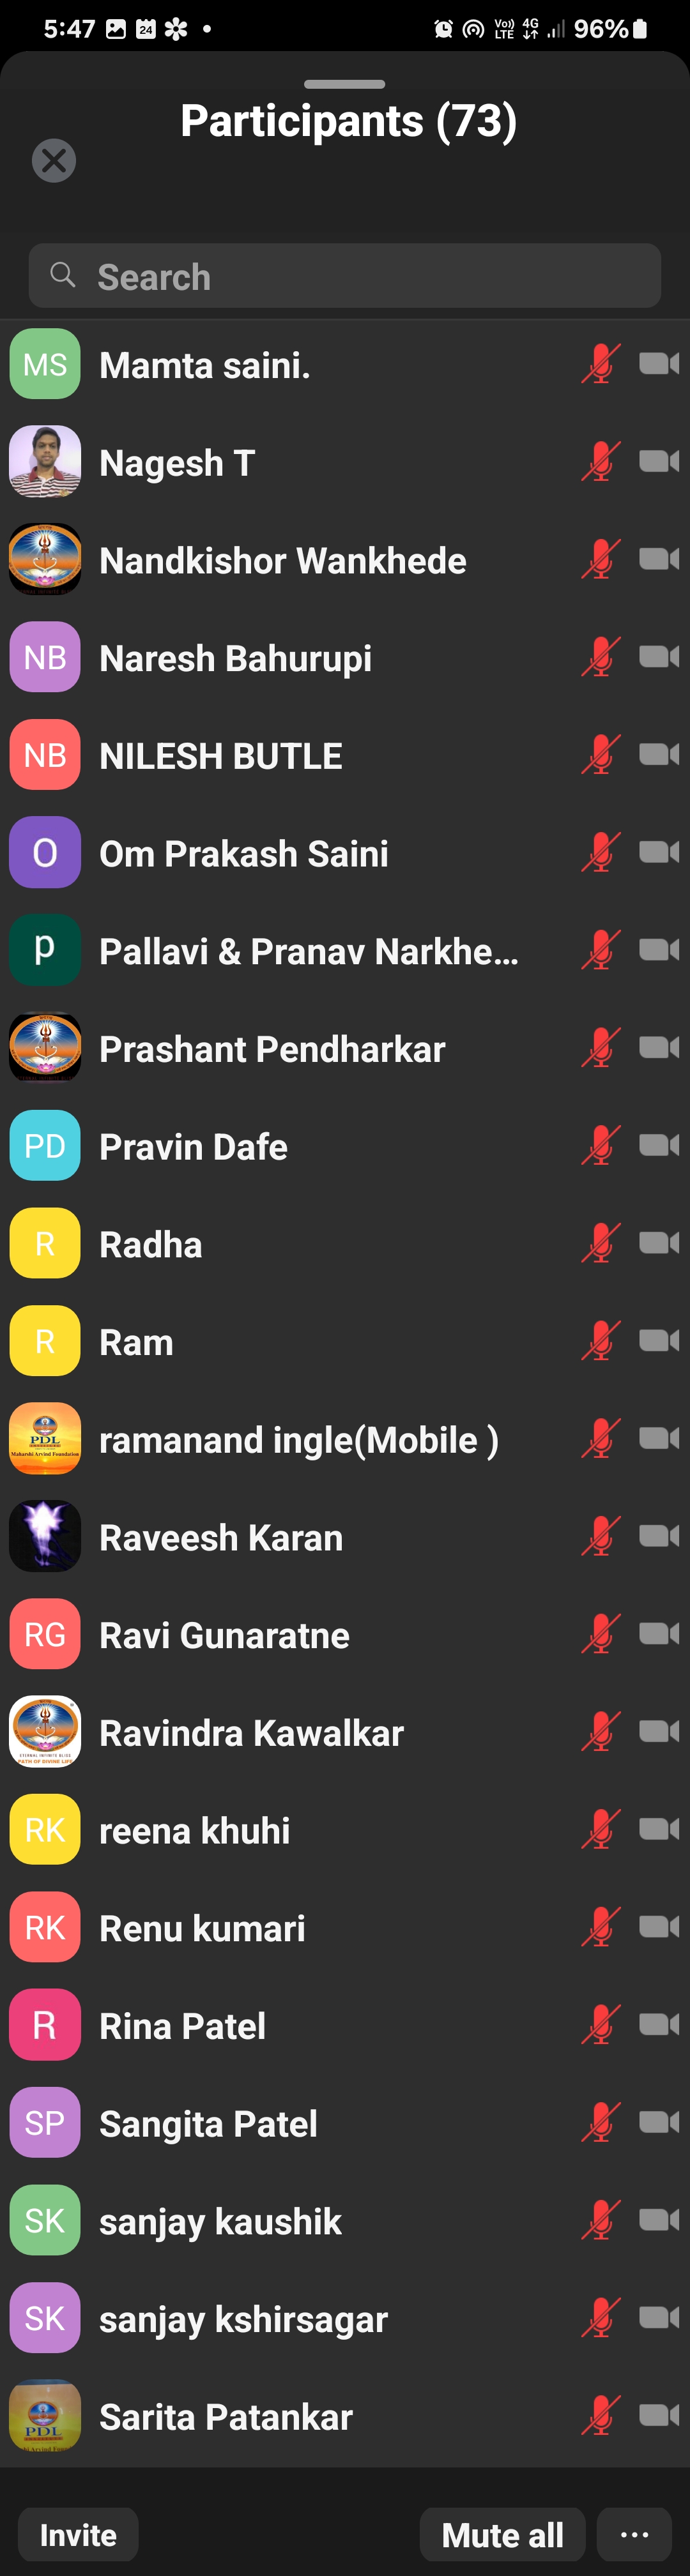 5:47 24 Vo)) LTE 4G 96%
Participants (73)
Search
MS Mamta saini.
Nagesh T
Nandkishor Wankhede
NB Naresh Bahurupi
NB NILESH BUTLE
O Om Prakash Saini
p Pallavi & Pranav Narkhe...
Prashant Pendharkar
PD Pravin Dafe
R Radha
R Ram
PDL
Maharshi Arvind Foundation
ramanand ingle(Mobile )
Raveesh Karan
RG Ravi Gunaratne
Ravindra Kawalkar
ETERNAL INFINITE BLISS
PATH OF DIVINE LIFE
RK reena khuhi
RK Renu kumari
R Rina Patel
SP Sangita Patel
SK sanjay kaushik
SK sanjay kshirsagar
Sarita Patankar
PDL
Invite Mute all ...